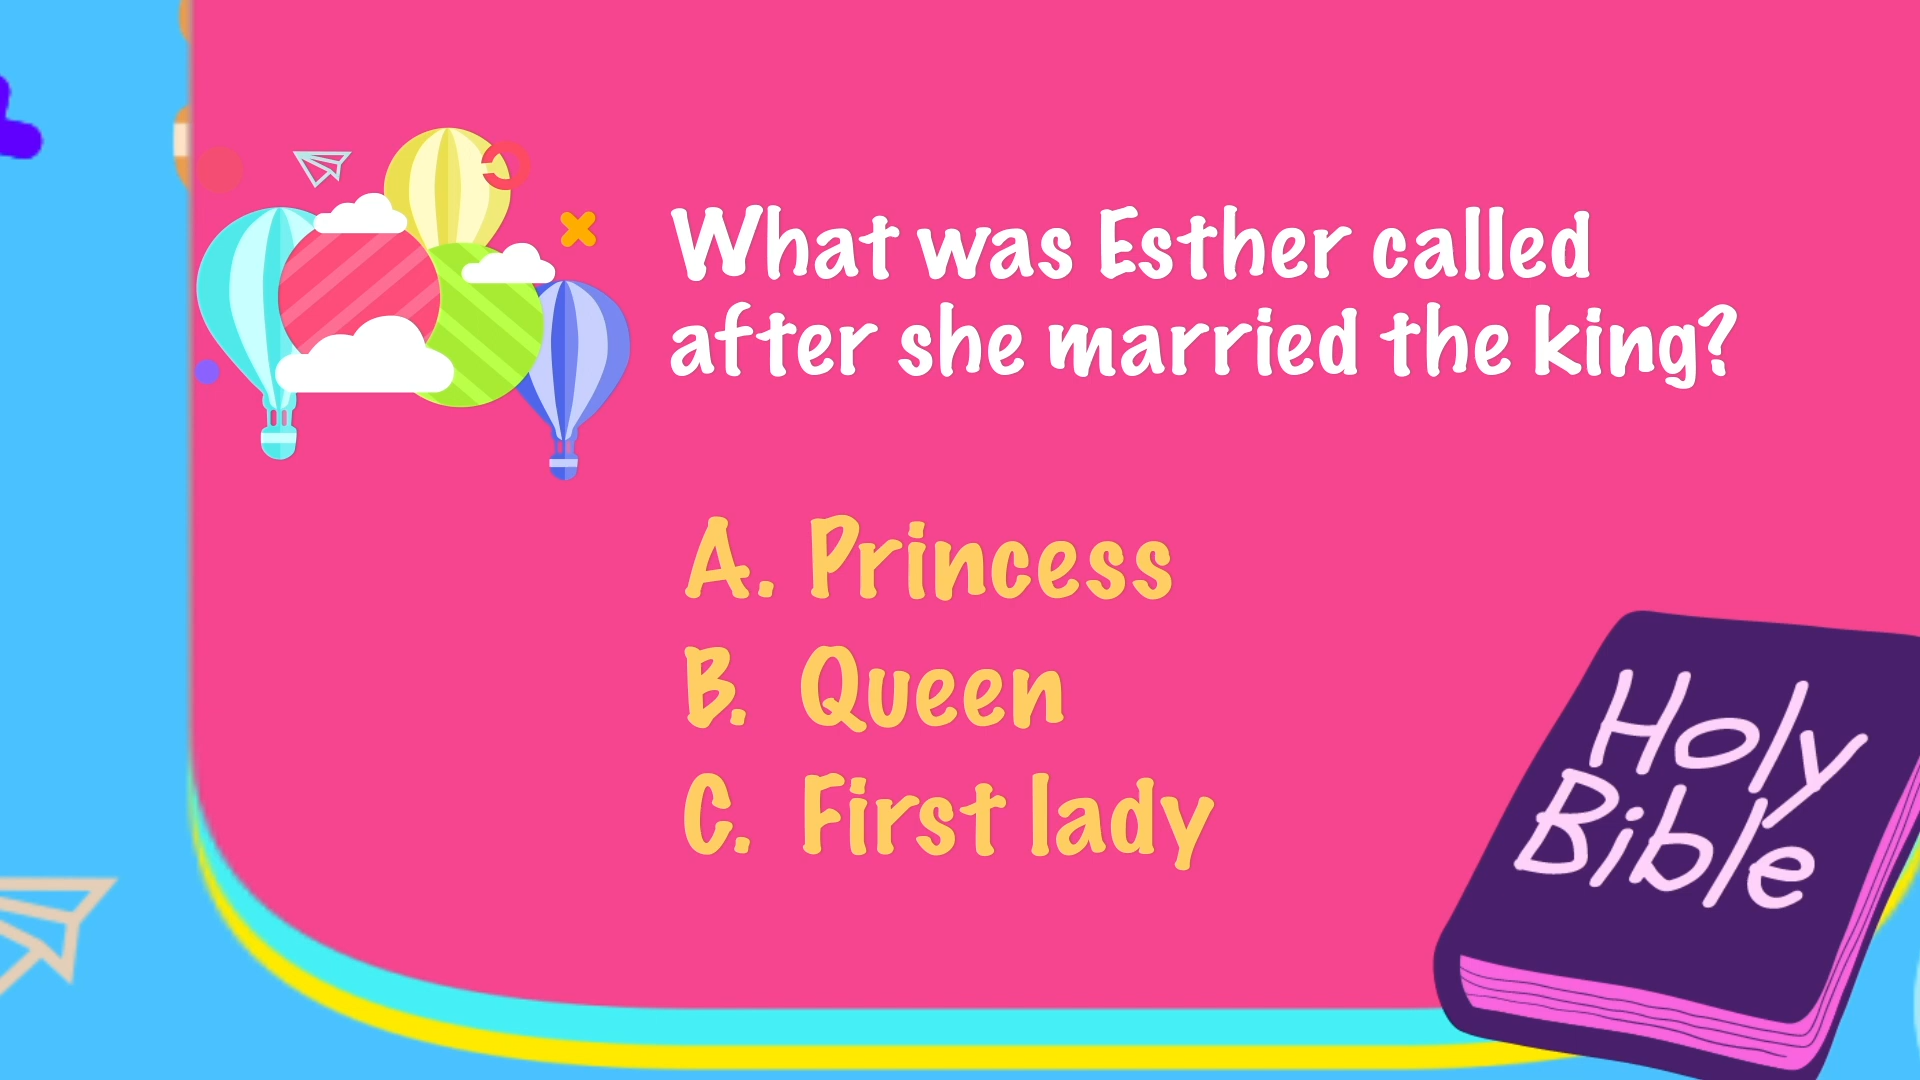 What was Esther called
after she married the king?
A. Princess
B. Queen
C. First lady
Holy
Bible